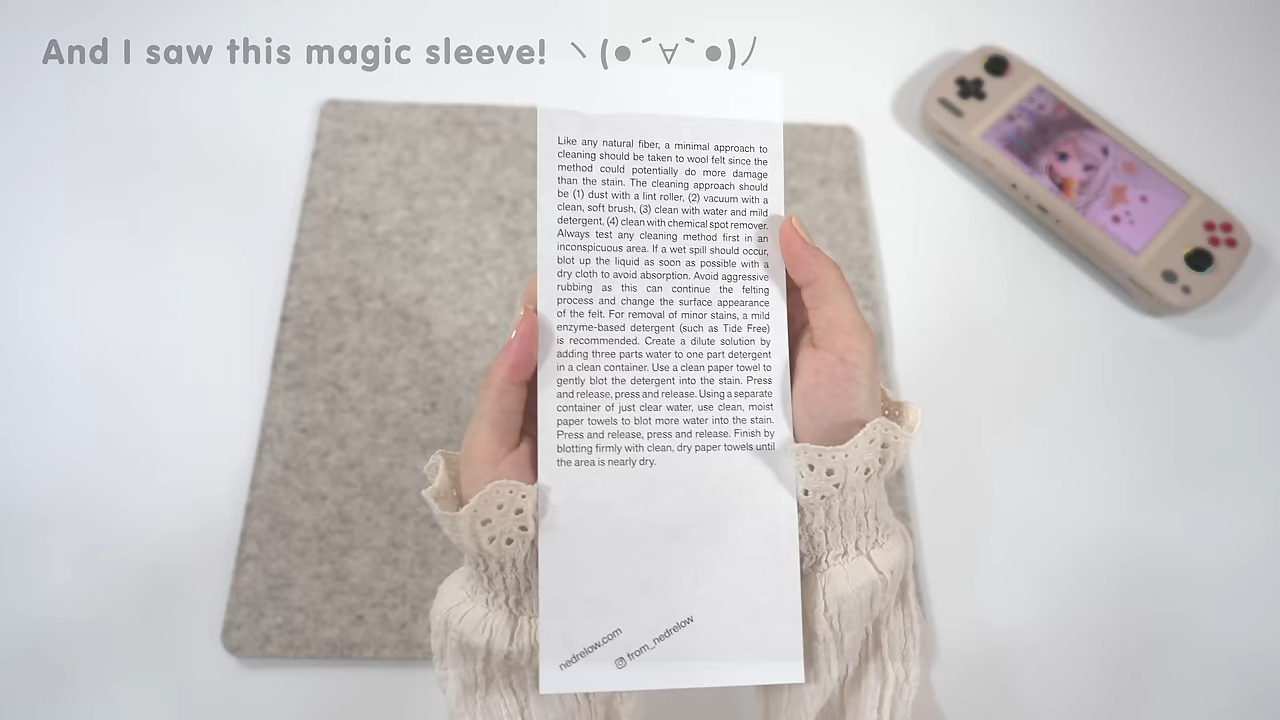 And I saw this magic sleeve! ヽ(●´∀`●)ﾉ
Like any natural fiber, a minimal approach to
cleaning should be taken to wool felt since the
method could potentially do more damage
than the stain. The cleaning approach should
be (1) dust with a lint roller, (2) vacuum with a
clean, soft brush, (3) clean with water and mild
detergent, (4) clean with chemical spot remover.
Always test any cleaning method first in an
inconspicuous area. If a wet spill should occur,
blot up the liquid as soon as possible with a
dry cloth to avoid absorption. Avoid aggressive
rubbing as this can continue the felting
process and change the surface appearance
of the felt. For removal of minor stains, a mild
enzyme-based detergent (such as Tide Free)
is recommended. Create a dilute solution by
adding three parts water to one part detergent
in a clean container. Use a clean paper towel to
gently blot the detergent into the stain. Press
and release, press and release. Using a separate
container of just clear water, use clean, moist
paper towels to blot more water into the stain.
Press and release, press and release. Finish by
blotting firmly with clean, dry paper towels until
the area is nearly dry.
nedrelow.com
from_nedrelow